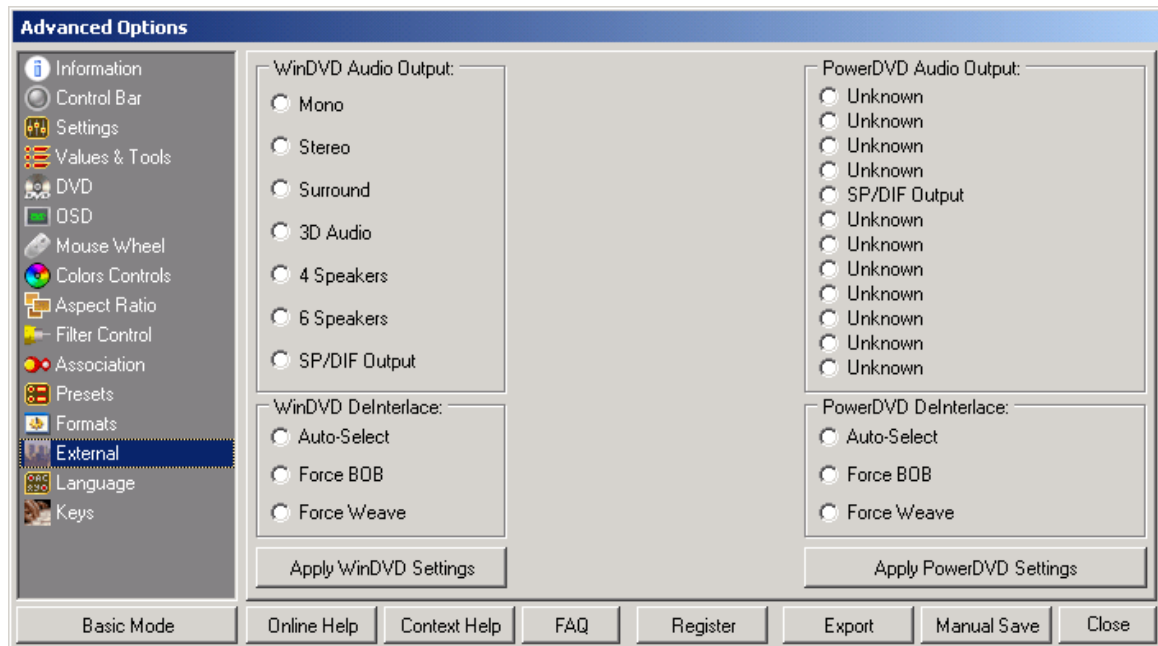 Advanced Options
Information
Control Bar
Settings
Values & Tools
DVD
OSD
Mouse Wheel
Colors Controls
Aspect Ratio
Filter Control
Association
Presets
Formats
External
Language
Keys
WinDVD Audio Output:
Mono
Stereo
Surround
3D Audio
4 Speakers
6 Speakers
SP/DIF Output
WinDVD DeInterlace:
Auto-Select
Force BOB
Force Weave
Apply WinDVD Settings
PowerDVD Audio Output:
Unknown
Unknown
Unknown
Unknown
SP/DIF Output
Unknown
Unknown
Unknown
Unknown
Unknown
Unknown
Unknown
PowerDVD DeInterlace:
Auto-Select
Force BOB
Force Weave
Apply PowerDVD Settings
Basic Mode
Online Help
Context Help
FAQ
Register
Export
Manual Save
Close